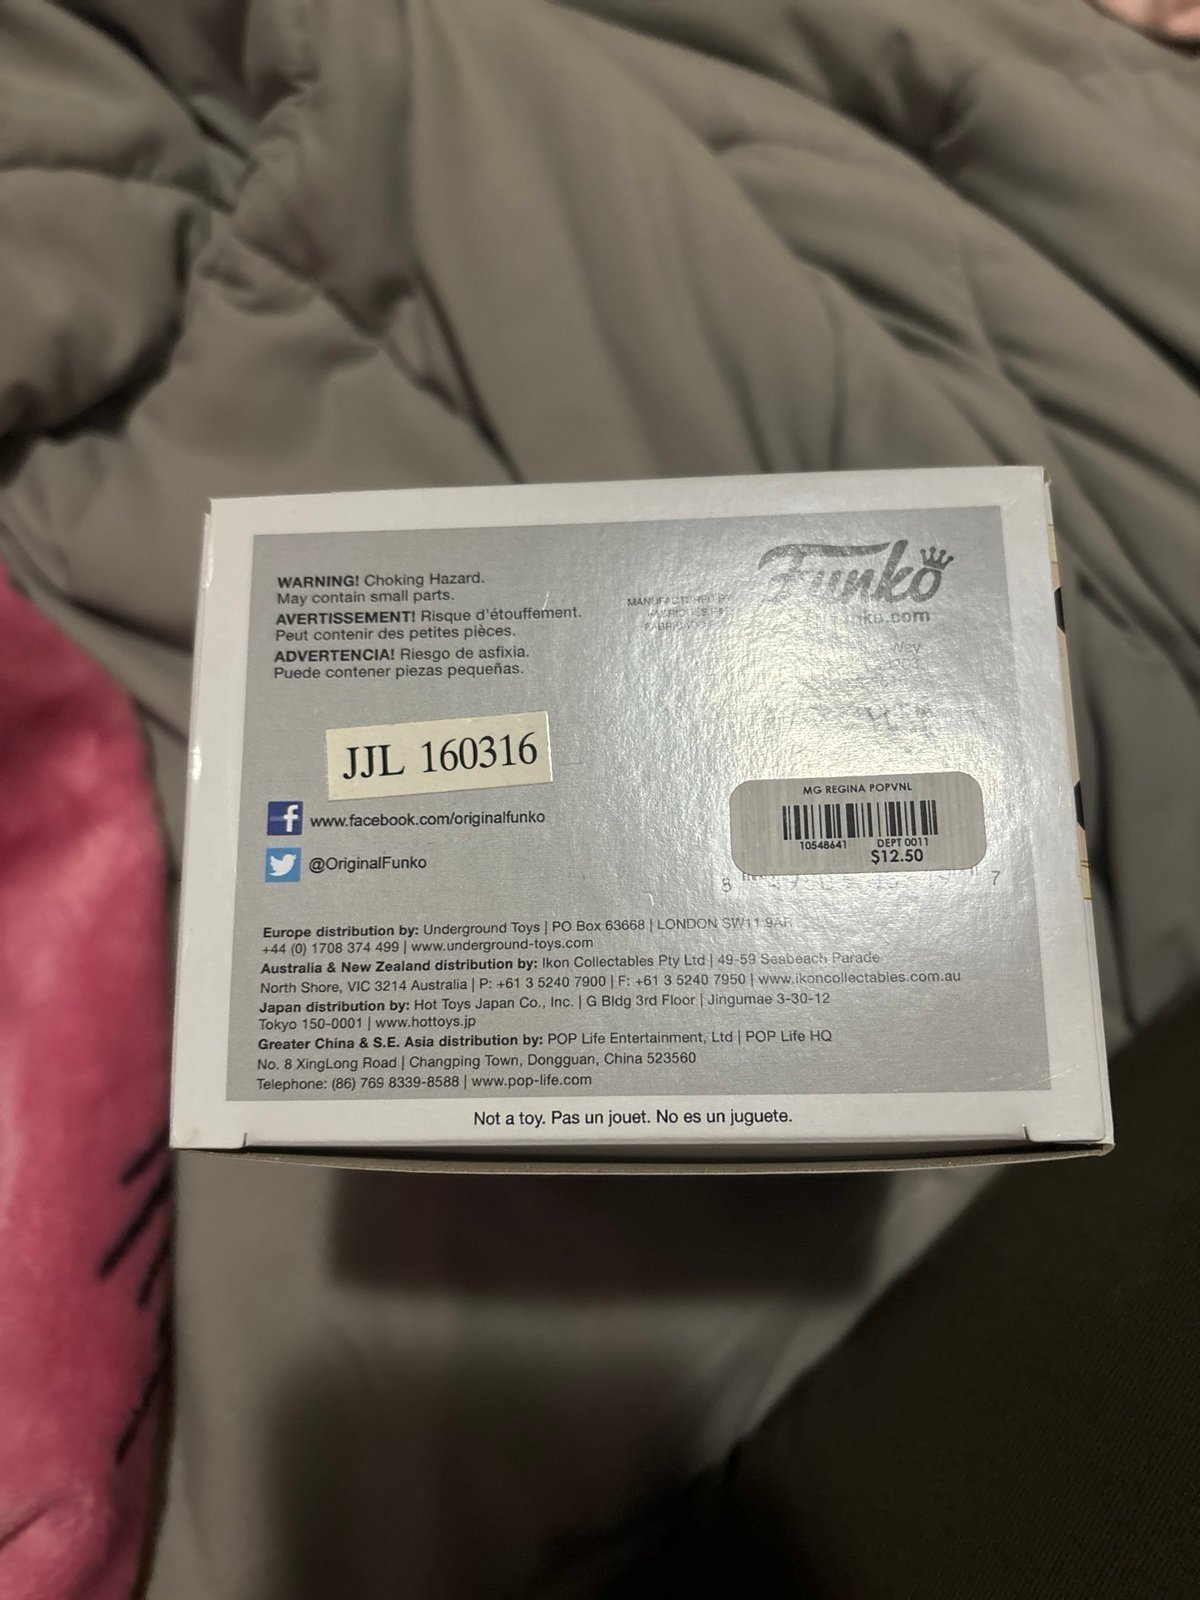 WARNING! Choking Hazard.
May contain small parts.
AVERTISSEMENT! Risque d'étouffement.
Peut contenir des petites pièces.
ADVERTENCIA! Riesgo de asfixia.
Puede contener piezas pequeñas.
Funko
MANUFACTURED BY
Way
JJL 160316
www.facebook.com/originalfunko
@OriginalFunko
MG REGINA POPVNL
10548641 DEPT 0011
$12.50
8 7
Europe distribution by: Underground Toys | PO Box 63668 | LONDON SW11 9AR
+44 (0) 1708 374 499 | www.underground-toys.com
Australia & New Zealand distribution by: Ikon Collectables Pty Ltd | 49-59 Seabeach Parade
North Shore, VIC 3214 Australia | P: +61 3 5240 7900 | F: +61 3 5240 7950 | www.ikoncollectables.com.au
Japan distribution by: Hot Toys Japan Co., Inc. | G Bldg 3rd Floor | Jingumae 3-30-12
Tokyo 150-0001 | www.hottoys.jp
Greater China & S.E. Asia distribution by: POP Life Entertainment, Ltd | POP Life HQ
No. 8 XingLong Road | Changping Town, Dongguan, China 523560
Telephone: (86) 769 8339-8588 | www.pop-life.com
Not a toy. Pas un jouet. No es un juguete.